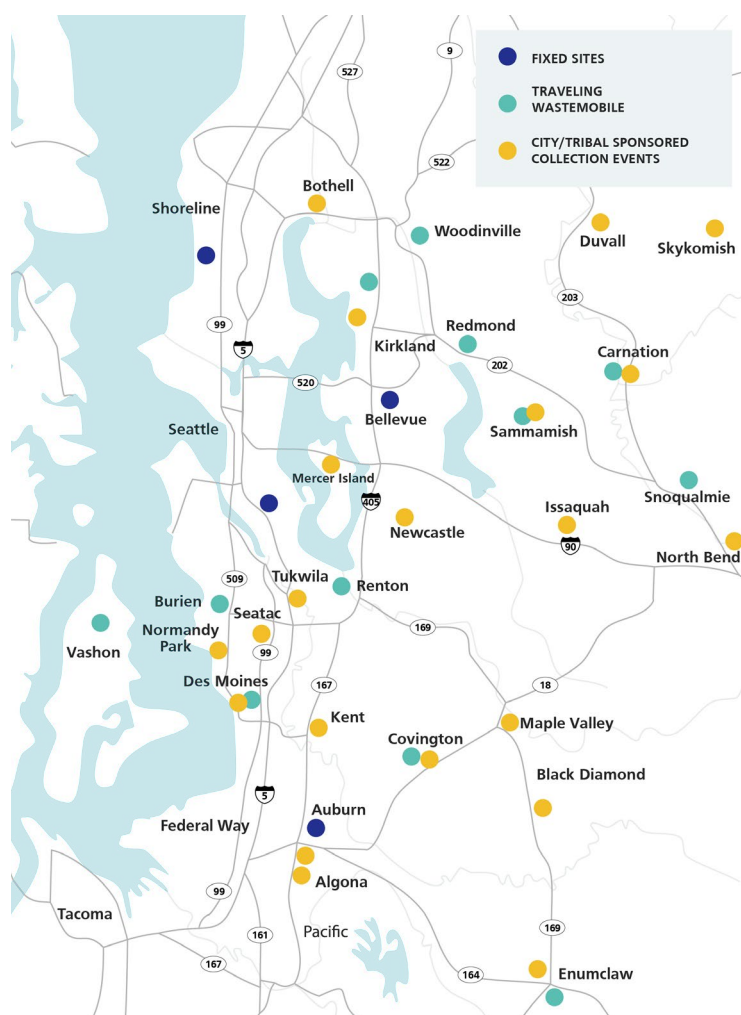 9
527
FIXED SITES
TRAVELING
WASTEMOBILE
CITY/TRIBAL SPONSORED
COLLECTION EVENTS
522
Bothell
Shoreline
Woodinville
Duvall
Skykomish
203
99
5
Redmond
Kirkland
Carnation
202
520
Bellevue
Seattle
Sammamish
Mercer Island
405
Snoqualmie
Issaquah
Newcastle
90
North Bend
509
Tukwila
Renton
Burien
Seatac
Normandy
Park
169
Vashon
99
Des Moines
167
18
Kent
Maple Valley
Covington
Black Diamond
5
Auburn
Federal Way
Algona
99
Tacoma
161
Pacific
169
167
164
Enumclaw